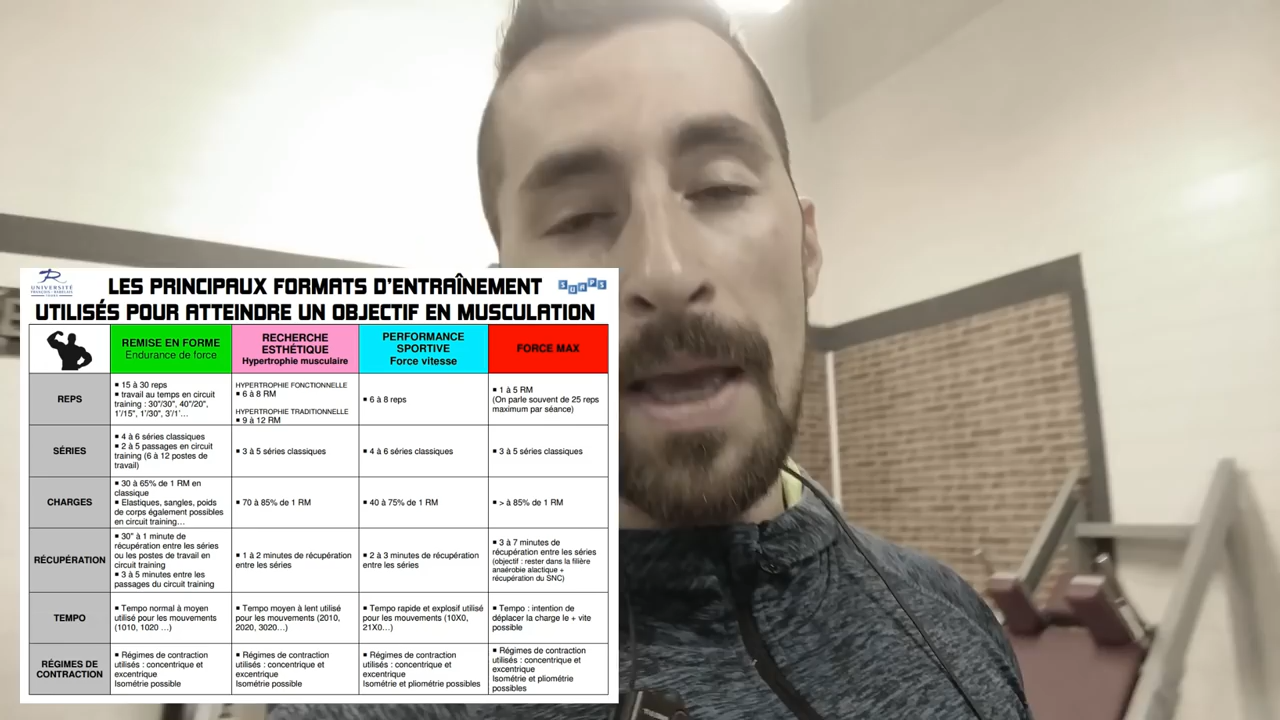 UNIVERSITÉ
FRANÇOIS - RABELAIS
TOURS
LES PRINCIPAUX FORMATS D'ENTRAÎNEMENT
SUAPS
UTILISÉS POUR ATTEINDRE UN OBJECTIF EN MUSCULATION
REMISE EN FORME
Endurance de force
RECHERCHE
ESTHÉTIQUE
Hypertrophie musculaire
PERFORMANCE
SPORTIVE
Force vitesse
FORCE MAX
REPS
▪ 15 à 30 reps
▪ travail au temps en circuit
training : 30"/30", 40"/20",
1'/15", 1'/30", 3'/1'…
HYPERTROPHIE FONCTIONNELLE
▪ 6 à 8 RM
HYPERTROPHIE TRADITIONNELLE
▪ 9 à 12 RM
▪ 6 à 8 reps
▪ 1 à 5 RM
(On parle souvent de 25 reps
maximum par séance)
SÉRIES
▪ 4 à 6 séries classiques
▪ 2 à 5 passages en circuit
training (6 à 12 postes de
travail)
▪ 3 à 5 séries classiques
▪ 4 à 6 séries classiques
▪ 3 à 5 séries classiques
CHARGES
▪ 30 à 65% de 1 RM en
classique
▪ Elastiques, sangles, poids
de corps également possibles
en circuit training…
▪ 70 à 85% de 1 RM
▪ 40 à 75% de 1 RM
▪ > à 85% de 1 RM
RÉCUPÉRATION
▪ 30" à 1 minute de
récupération entre les séries
ou les postes de travail en
circuit training
▪ 3 à 5 minutes entre les
passages du circuit training
▪ 1 à 2 minutes de récupération
entre les séries
▪ 2 à 3 minutes de récupération
entre les séries
▪ 3 à 7 minutes de
récupération entre les séries
(objectif : rester dans la filière
anaérobie alactique +
récupération du SNC)
TEMPO
▪ Tempo normal à moyen
utilisé pour les mouvements
(1010, 1020 …)
▪ Tempo moyen à lent utilisé
pour les mouvements (2010,
2020, 3020…)
▪ Tempo rapide et explosif utilisé
pour les mouvements (10X0,
21X0…)
▪ Tempo : intention de
déplacer la charge le + vite
possible
RÉGIMES DE
CONTRACTION
▪ Régimes de contraction
utilisés : concentrique et
excentrique
Isométrie possible
▪ Régimes de contraction
utilisés : concentrique et
excentrique
Isométrie possible
▪ Régimes de contraction
utilisés : concentrique et
excentrique
Isométrie et pliométrie possibles
▪ Régimes de contraction
utilisés : concentrique et
excentrique
Isométrie et pliométrie
possibles